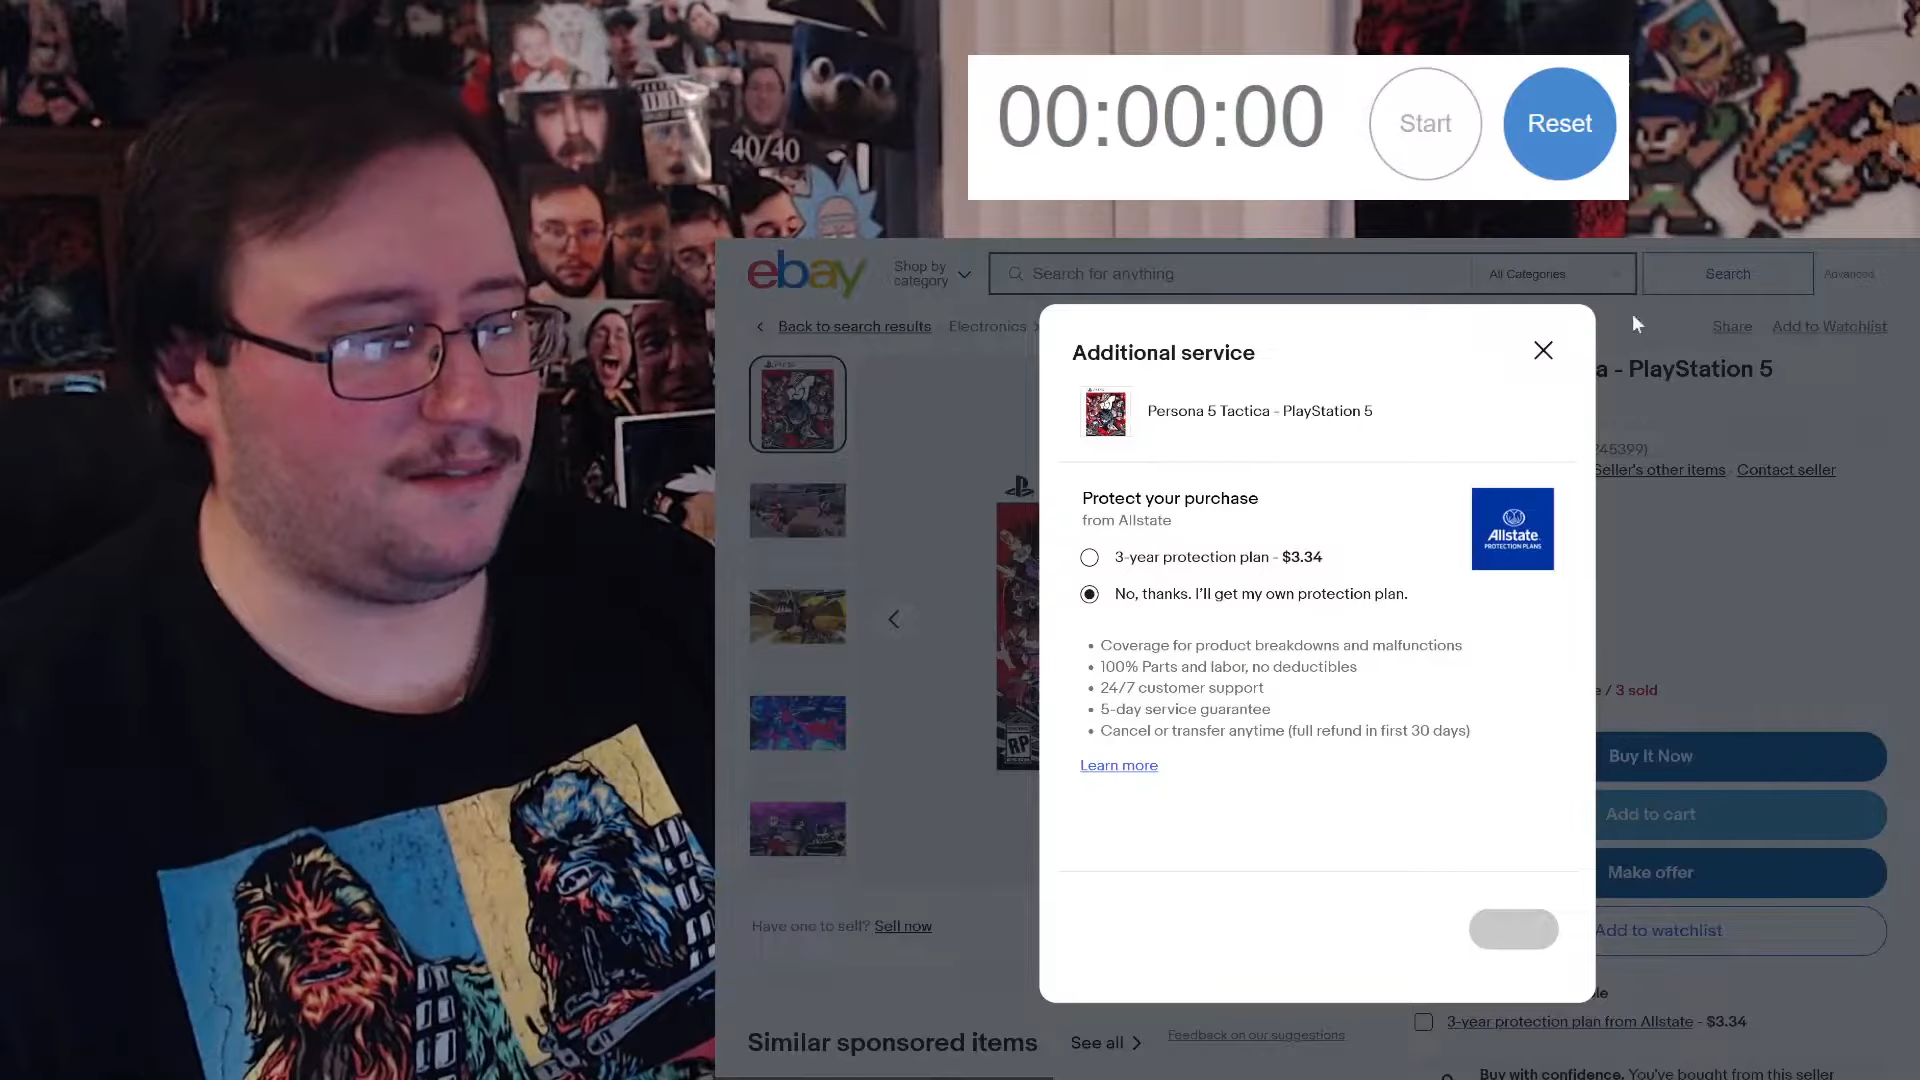 00:00:00
Start
Reset
40/40
ebay
Shop by
category
Search for anything
All Categories
Search
Advanced
Back to search results
Electronics
Share
Add to Watchlist
a - PlayStation 5
Additional service
Persona 5 Tactica - PlayStation 5
245399)
Seller's other items
Contact seller
Protect your purchase
from Allstate
Allstate
PROTECTION PLANS
3-year protection plan - $3.34
No, thanks. I'll get my own protection plan.
• Coverage for product breakdowns and malfunctions
• 100% Parts and labor, no deductibles
• 24/7 customer support
• 5-day service guarantee
• Cancel or transfer anytime (full refund in first 30 days)
Learn more
e / 3 sold
RP
Buy It Now
Add to cart
Make offer
Add to watchlist
Have one to sell? Sell now
ble
3-year protection plan from Allstate - $3.34
Similar sponsored items
See all
Feedback on our suggestions
Buy with confidence. You've bought from this seller